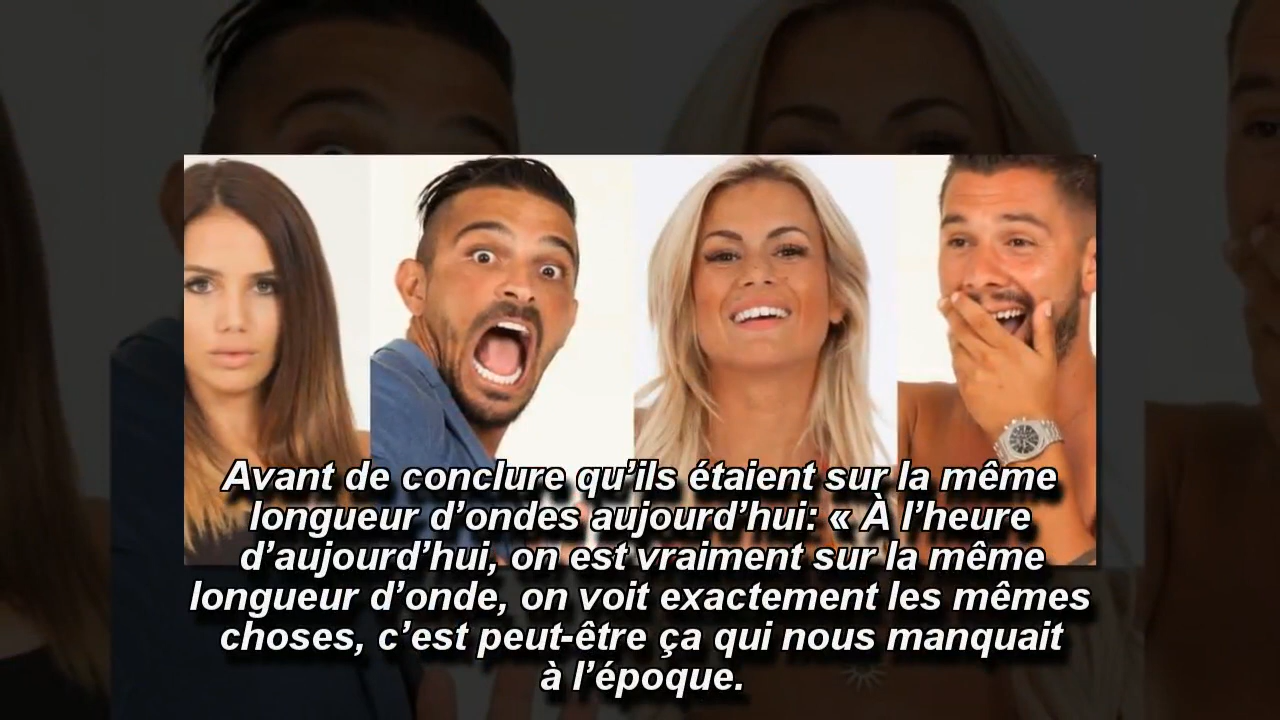 Avant de conclure qu’ils étaient sur la même
longueur d’ondes aujourd’hui: « À l’heure
d’aujourd’hui, on est vraiment sur la même
longueur d’onde, on voit exactement les mêmes
choses, c’est peut-être ça qui nous manquait
à l’époque.